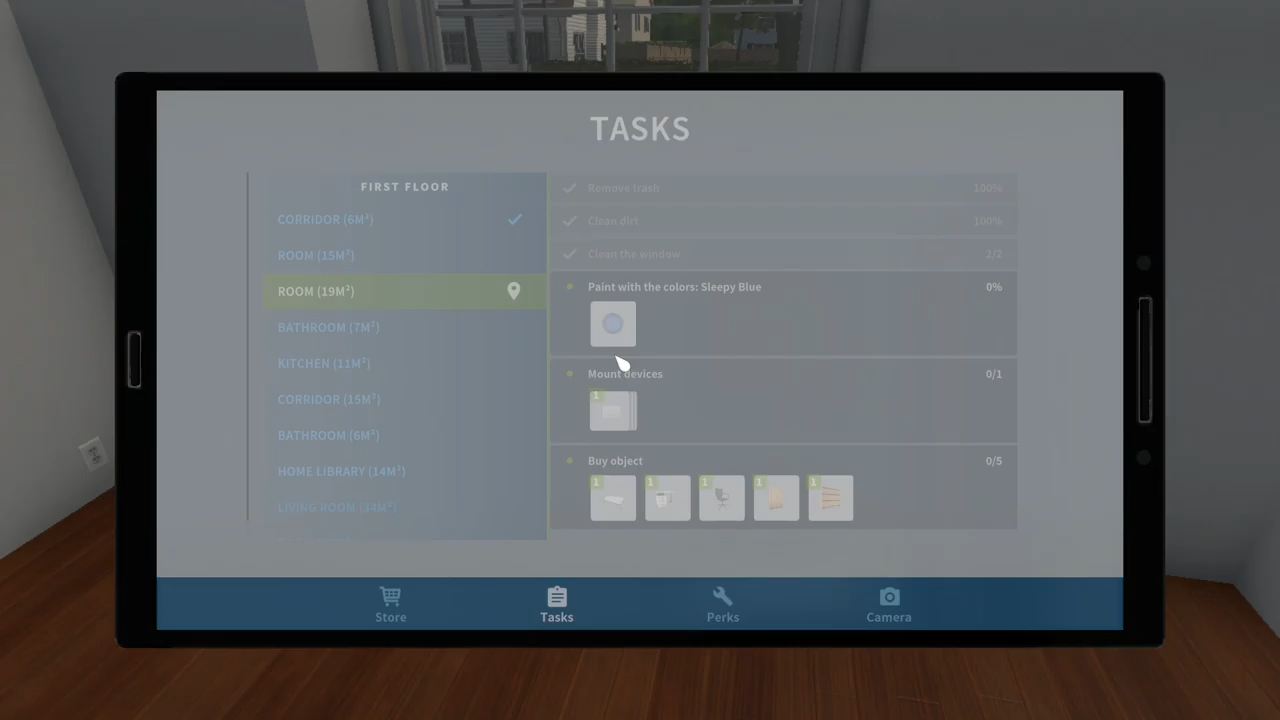 TASKS
FIRST FLOOR
CORRIDOR (6M²)
ROOM (15M²)
ROOM (19M²)
BATHROOM (7M²)
KITCHEN (11M²)
CORRIDOR (15M²)
BATHROOM (6M²)
HOME LIBRARY (14M²)
LIVING ROOM (34M²)
Remove trash 100%
Clean dirt 100%
Clean the window 2/2
Paint with the colors: Sleepy Blue 0%
Mount devices 0/1
1
Buy object 0/5
1 1 1 1 1
Store Tasks Perks Camera